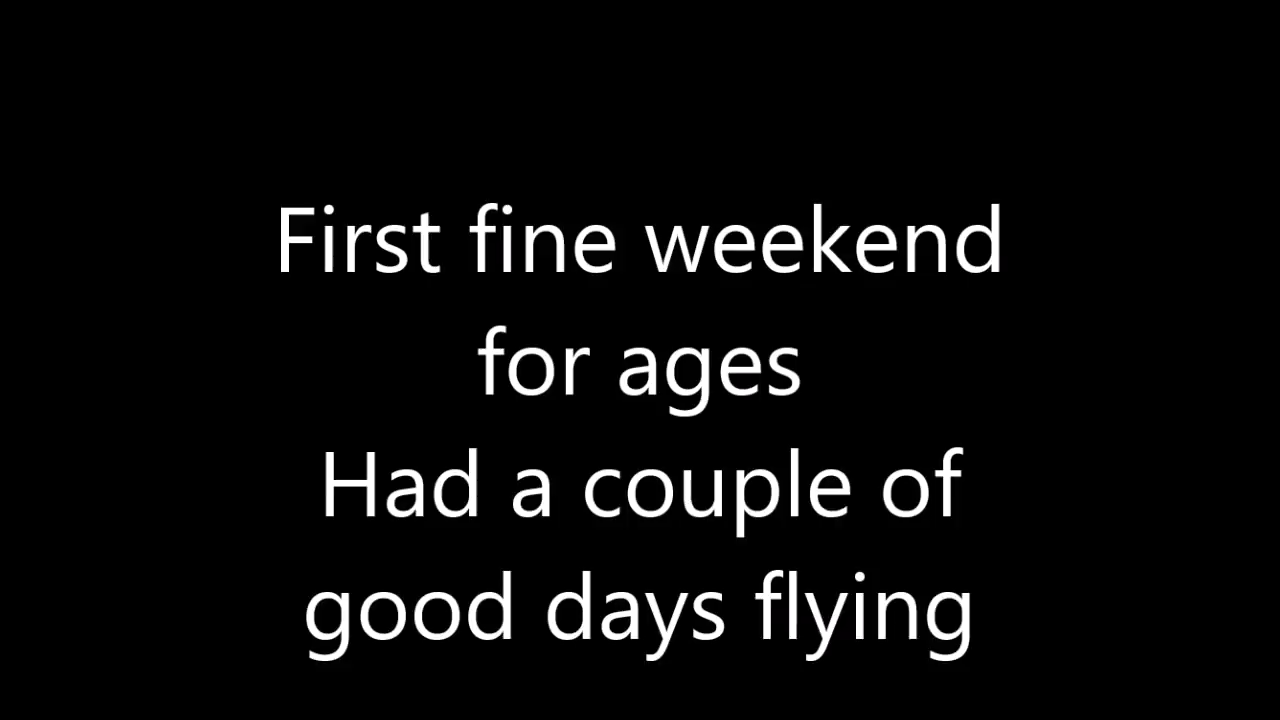 First fine weekend
for ages
Had a couple of
good days flying